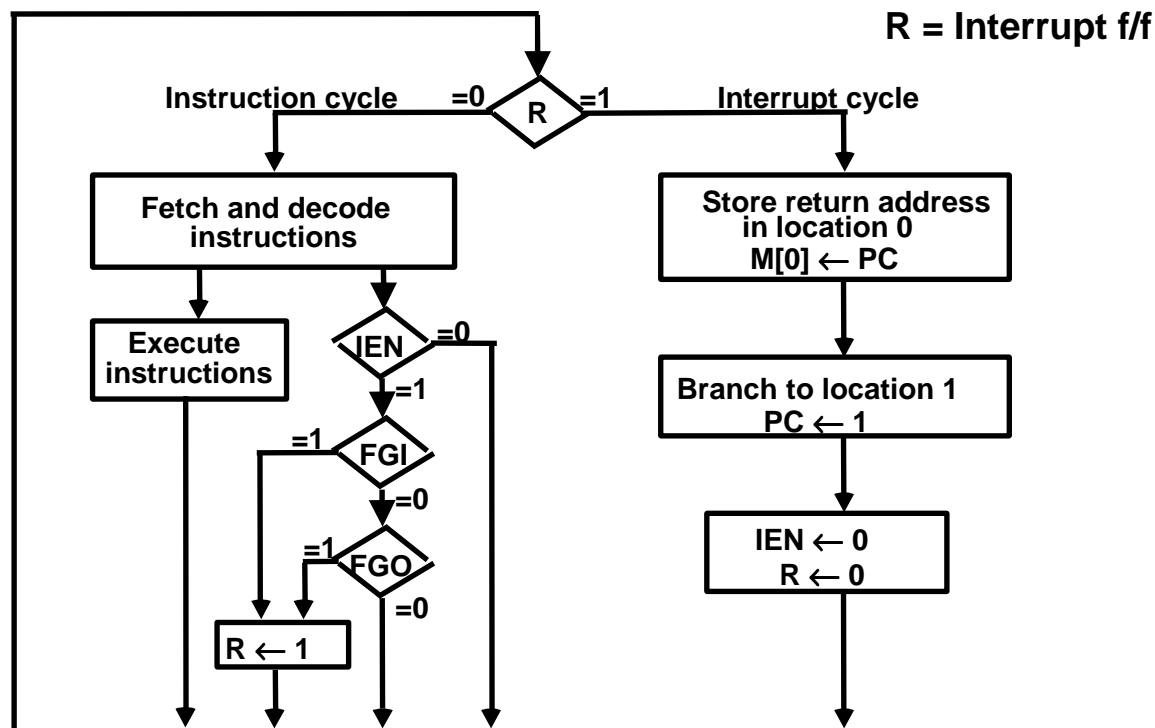 R = Interrupt f/f
Instruction cycle
=0
R
=1
Interrupt cycle
Fetch and decode
instructions
Store return address
in location 0
M[0] ← PC
Execute
instructions
IEN
=0
=1
Branch to location 1
PC ← 1
=1
FGI
=0
IEN ← 0
R ← 0
=1
FGO
=0
R ← 1